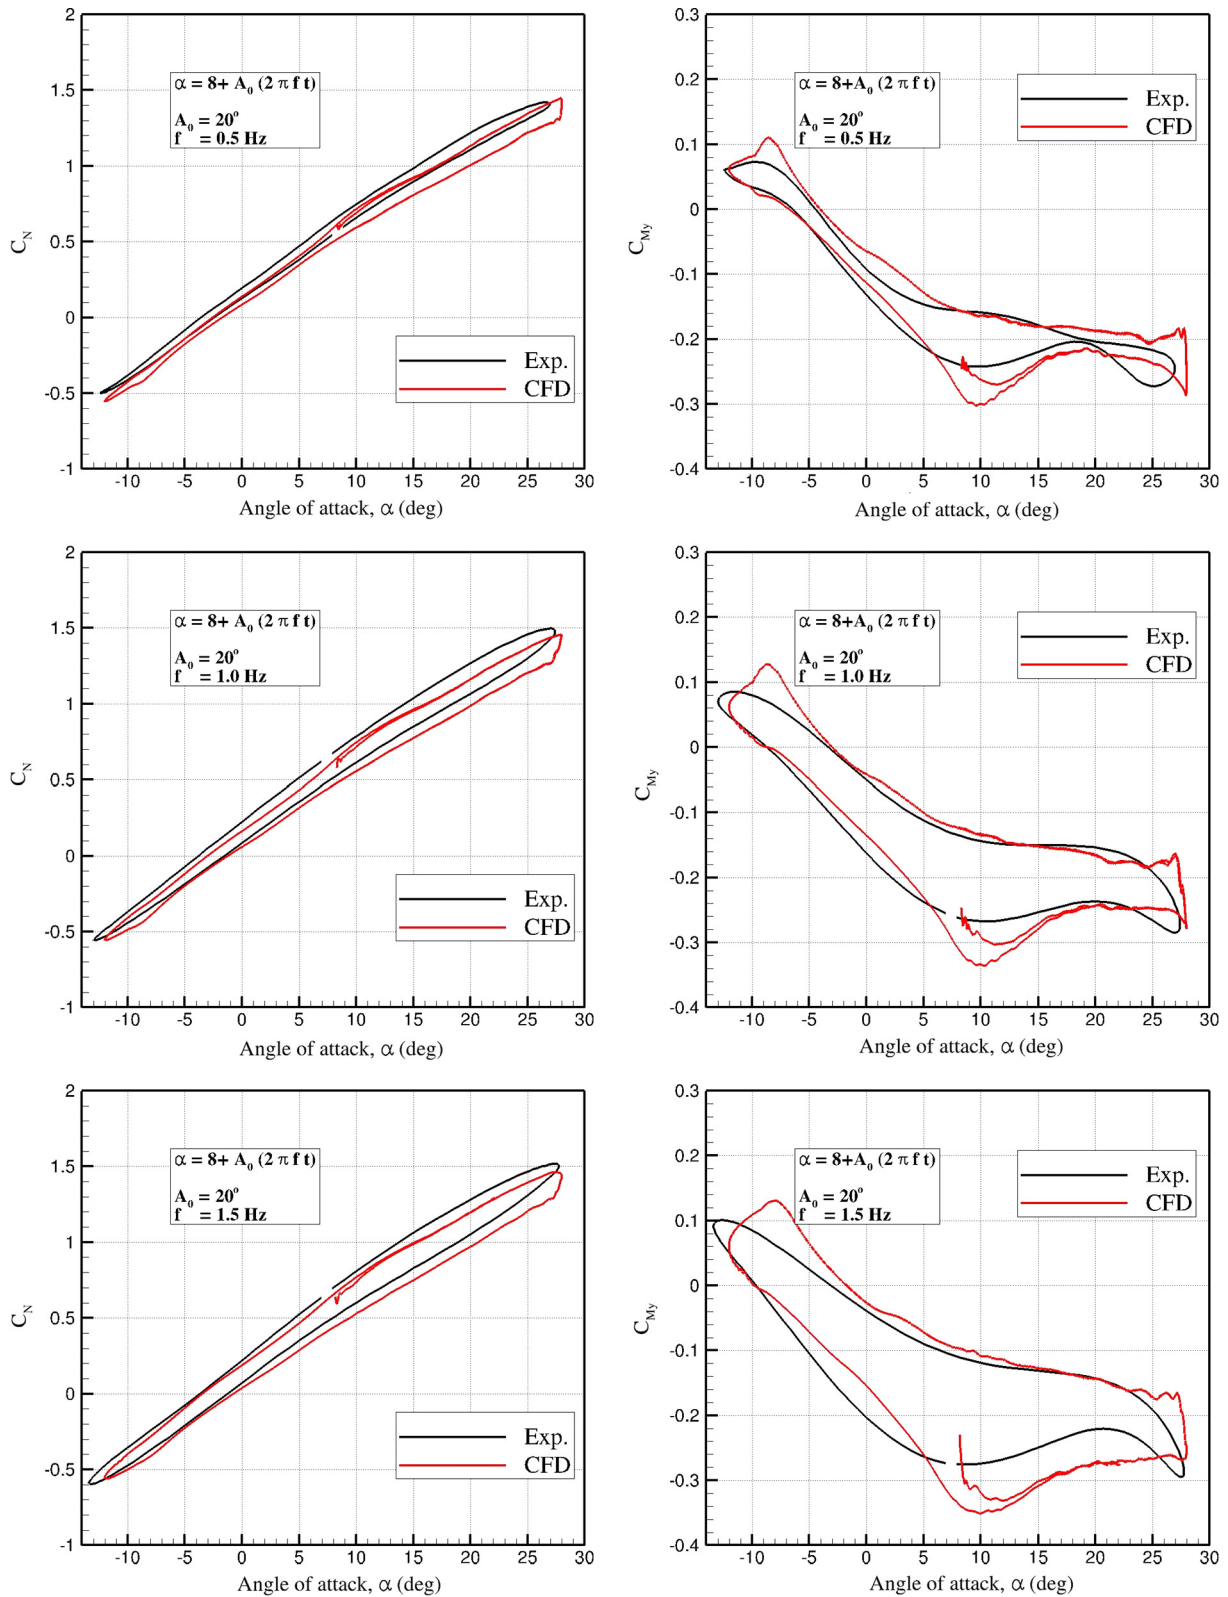 2
1.5
1
0.5
0
-0.5
-1
C_N
α = 8+ A_0 (2 π f t)
A_0 = 20°
f = 0.5 Hz
Exp.
CFD
-10 -5 0 5 10 15 20 25 30
Angle of attack, α (deg)
0.3
0.2
0.1
0
-0.1
-0.2
-0.3
-0.4
C_My
α = 8+A_0 (2 π f t)
A_0 = 20°
f = 0.5 Hz
Exp.
CFD
-10 -5 0 5 10 15 20 25 30
Angle of attack, α (deg)
2
1.5
1
0.5
0
-0.5
-1
C_N
α = 8+ A_0 (2 π f t)
A_0 = 20°
f = 1.0 Hz
Exp.
CFD
-10 -5 0 5 10 15 20 25 30
Angle of attack, α (deg)
0.3
0.2
0.1
0
-0.1
-0.2
-0.3
-0.4
C_My
α = 8+A_0 (2 π f t)
A_0 = 20°
f = 1.0 Hz
Exp.
CFD
-10 -5 0 5 10 15 20 25 30
Angle of attack, α (deg)
2
1.5
1
0.5
0
-0.5
-1
C_N
α = 8+ A_0 (2 π f t)
A_0 = 20°
f = 1.5 Hz
Exp.
CFD
-10 -5 0 5 10 15 20 25 30
Angle of attack, α (deg)
0.3
0.2
0.1
0
-0.1
-0.2
-0.3
-0.4
C_My
α = 8+A_0 (2 π f t)
A_0 = 20°
f = 1.5 Hz
Exp.
CFD
-10 -5 0 5 10 15 20 25 30
Angle of attack, α (deg)